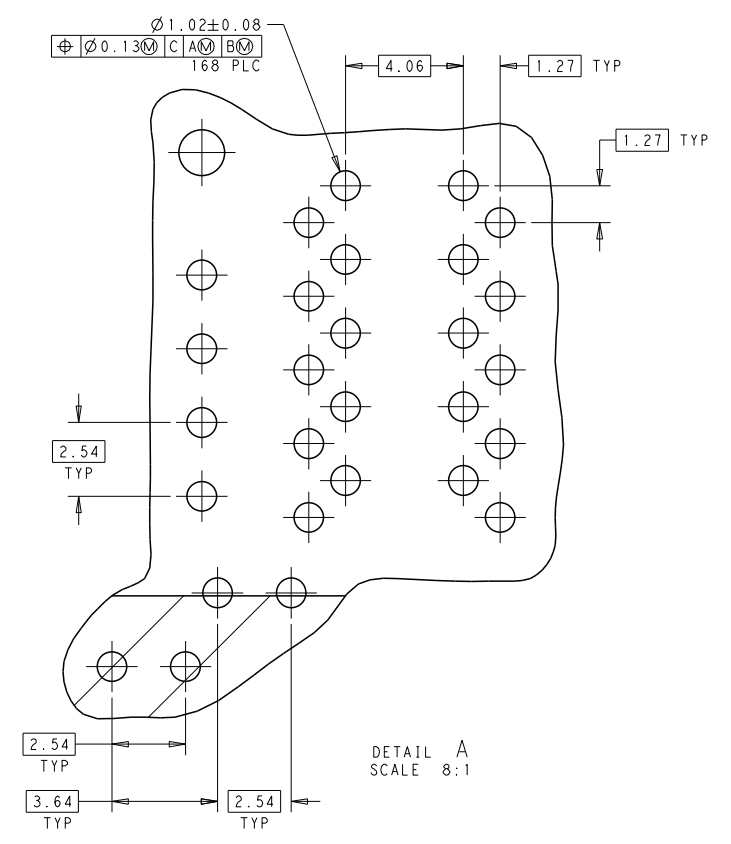 Ø1.02±0.08
⌖ Ø0.13Ⓜ C AⓂ BⓂ
168 PLC
4.06
1.27 TYP
1.27 TYP
2.54
TYP
2.54
TYP
3.64
TYP
2.54
TYP
DETAIL A
SCALE 8:1